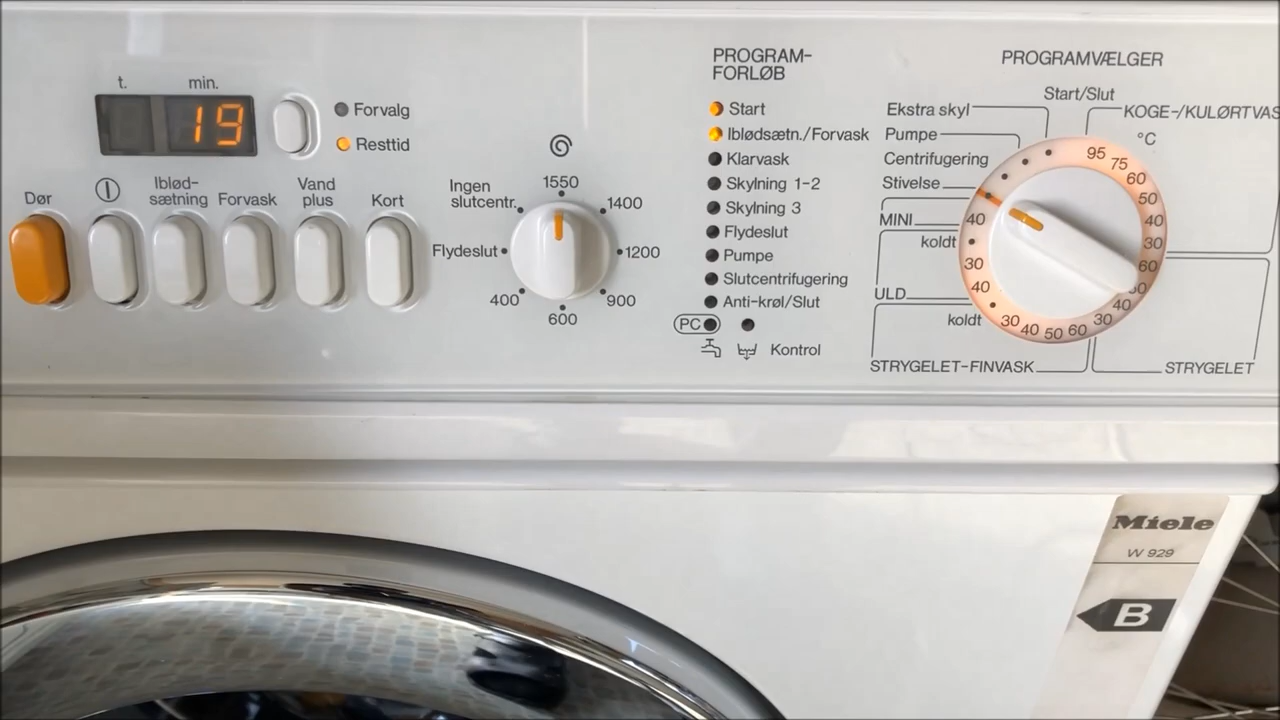 t. min.
19
Forvalg
Resttid
Dør
Iblød-
sætning
Forvask
Vand
plus
Kort
Ingen
slutcentr.
1550
1400
Flydeslut
1200
400
900
600
PROGRAM-
FORLØB
Start
Iblødsætn./Forvask
Klarvask
Skylning 1-2
Skylning 3
Flydeslut
Pumpe
Slutcentrifugering
Anti-krøl/Slut
PC
Kontrol
PROGRAMVÆLGER
Start/Slut
Ekstra skyl
KOGE-/KULØRTVAS
Pumpe
°C
Centrifugering
Stivelse
MINI
koldt
ULD
koldt
STRYGELET-FINVASK
STRYGELET
95
75
60
50
40
30
60
50
40
30
60
50
40
30
40
30
40
Miele
W 929
B